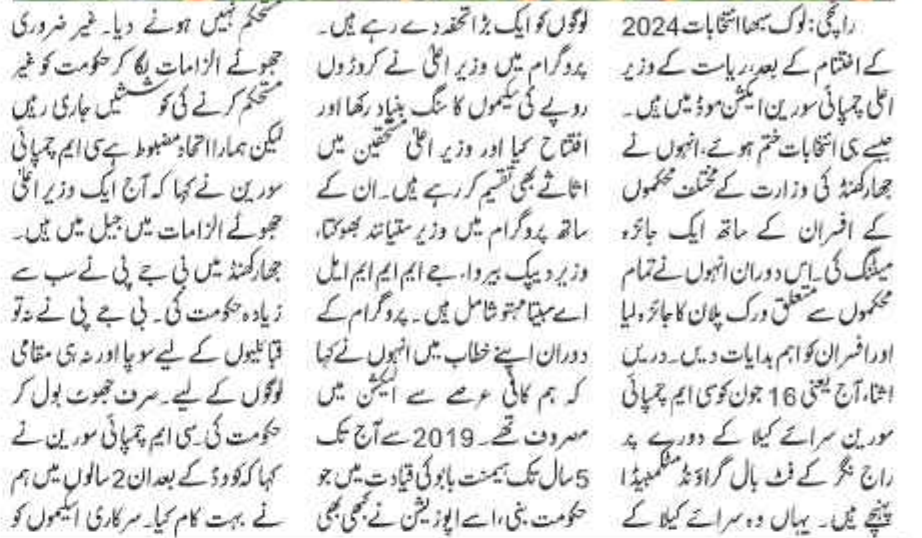 رانچی: لوک سبھا انتخابات 2024
کے اختتام کے بعد، ریاست کے وزیر
اعلی چمپائی سورین ایکشن موڈ میں ہیں۔
جیسے ہی انتخابات ختم ہوئے، انہوں نے
جھارکھنڈ کی وزارت کے مختلف محکموں
کے افسران کے ساتھ ایک جائزہ
میٹنگ کی۔ اس دوران انہوں نے تمام
محکموں سے متعلق ورک پلان کا جائزہ لیا
اور افسران کو اہم ہدایات دیں۔ دریں
اثنا، آج یعنی 16 جون کو سی ایم چمپائی
سورین سرائے کیلا کے دورے پر
راج نگر کے فٹ بال گراؤنڈ
پہنچے ہیں۔ یہاں وہ سرائے کیلا کے
لوگوں کو ایک بڑا تحفہ دے رہے ہیں۔
پروگرام میں وزیر اعلیٰ نے کروڑوں
روپے کی سکیموں کا سنگ بنیاد رکھا اور
افتتاح کیا اور وزیر اعلیٰ مستحقین میں
اثاثے بھی تقسیم کر رہے ہیں۔ ان کے
ساتھ پروگرام میں وزیر ستیانند بھوکتا،
وزیر دیپک بیروا، جے ایم ایم ایم ایل
اے سبیتا مہتو شامل ہیں۔ پروگرام کے
دوران اپنے خطاب میں انہوں نے کہا
کہ ہم کافی عرصے سے الیکشن میں
مصروف تھے۔ 2019 سے آج تک
5 سال تک ہیمنت بابو کی قیادت میں جو
حکومت بنی، اسے اپوزیشن نے کبھی بھی
مستحکم نہیں ہونے دیا۔ غیر ضروری
جھوٹے الزامات لگا کر حکومت کو غیر
مستحکم کرنے کی کوششیں جاری رہیں
لیکن ہمارا اتحاد مضبوط ہے سی ایم چمپائی
سورین نے کہا کہ آج ایک وزیر اعلیٰ
جھوٹے الزامات میں جیل میں ہیں۔
جھارکھنڈ میں بی جے پی نے سب سے
زیادہ حکومت کی۔ بی جے پی نے نہ تو
قبائلیوں کے لیے سوچا اور نہ ہی مقامی
لوگوں کے لیے۔ صرف جھوٹ بول کر
حکومت کی۔ سی ایم چمپائی سورین نے
کہا کہ کووڈ کے بعد ان 2 سالوں میں ہم
نے بہت کام کیا۔ سرکاری اسکیموں کو